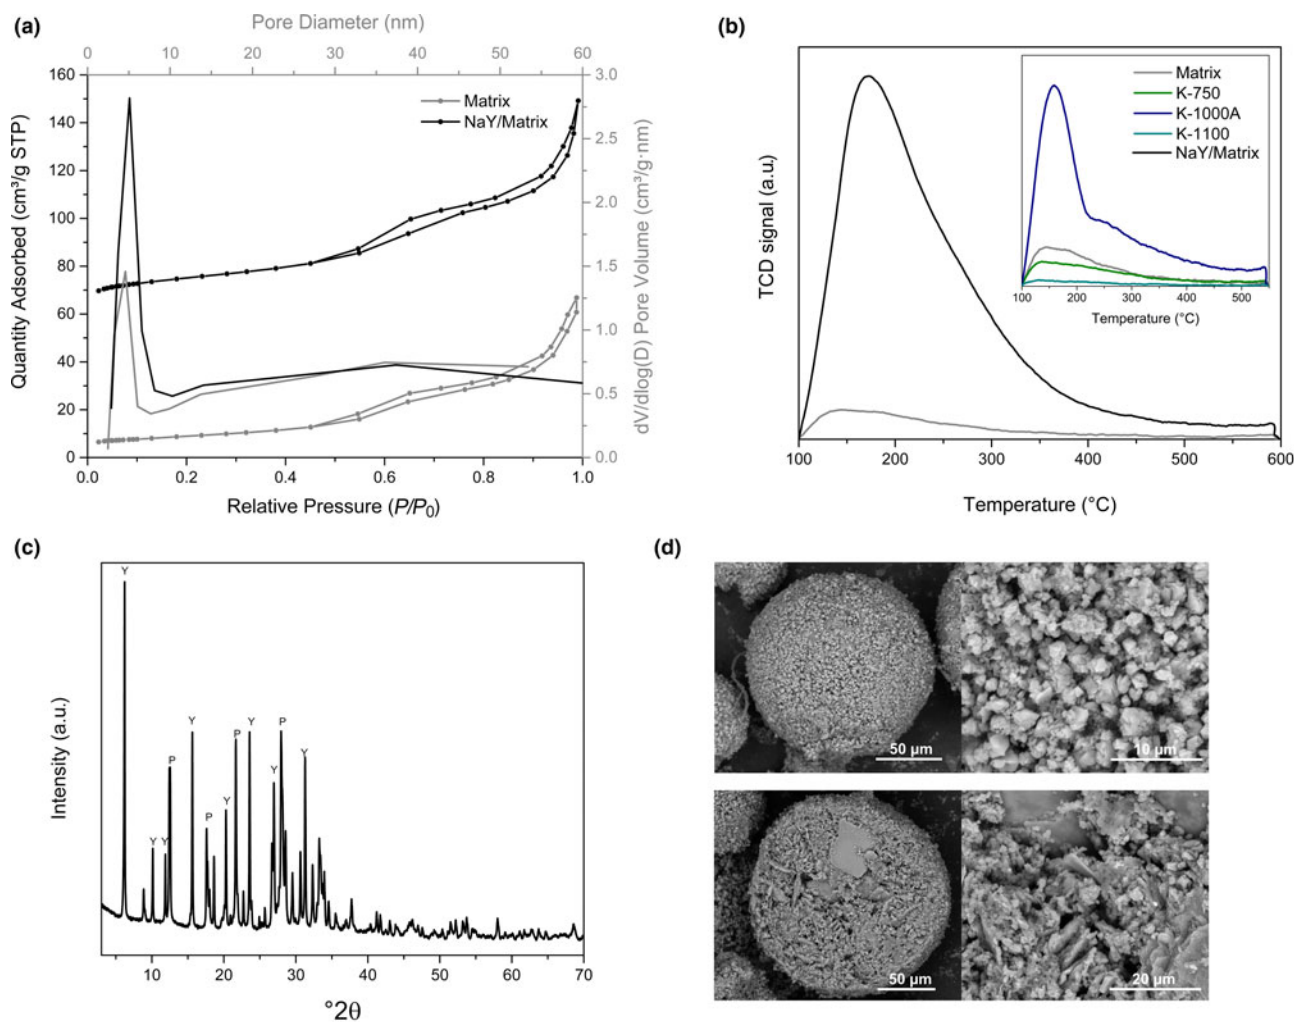 (a)
Pore Diameter (nm)
0 10 20 30 40 50 60
Quantity Adsorbed (cm³/g STP)
160
140
120
100
80
60
40
20
0
Matrix
NaY/Matrix
3.0
2.5
2.0
1.5
1.0
0.5
0.0
dV/dlog(D) Pore Volume (cm³/g·nm)
0.0 0.2 0.4 0.6 0.8 1.0
Relative Pressure (P/P₀)
(b)
TCD signal (a.u.)
Matrix
K-750
K-1000A
K-1100
NaY/Matrix
100 200 300 400 500
Temperature (°C)
100 200 300 400 500 600
Temperature (°C)
(c)
Intensity (a.u.)
Y
Y
Y
P
Y
P
Y
P
Y
Y
P
Y
10 20 30 40 50 60 70
°2θ
(d)
50 µm
10 µm
50 µm
20 µm